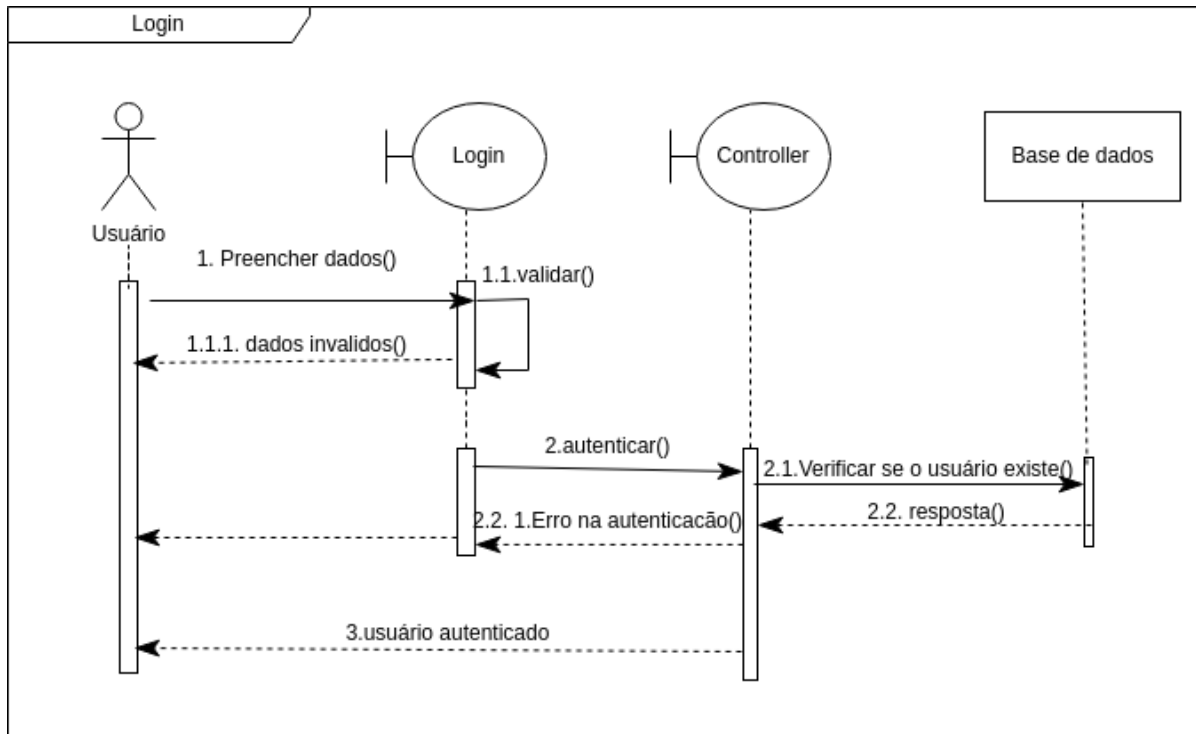 Login
Login
Controller
Base de dados
Usuário
1. Preencher dados()
1.1.validar()
1.1.1. dados invalidos()
2.autenticar()
2.1.Verificar se o usuário existe()
2.2. resposta()
2.2. 1.Erro na autenticacão()
3.usuário autenticado